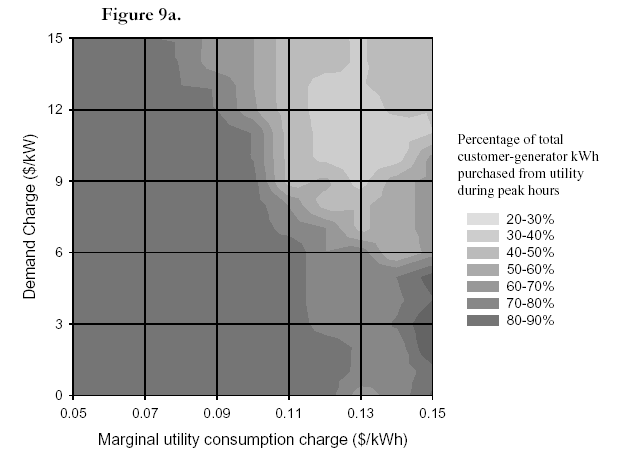 Figure 9a.
15
12
9
6
3
0
Demand Charge ($/kW)
0.05 0.07 0.09 0.11 0.13 0.15
Marginal utility consumption charge ($/kWh)
Percentage of total
customer-generator kWh
purchased from utility
during peak hours
20-30%
30-40%
40-50%
50-60%
60-70%
70-80%
80-90%